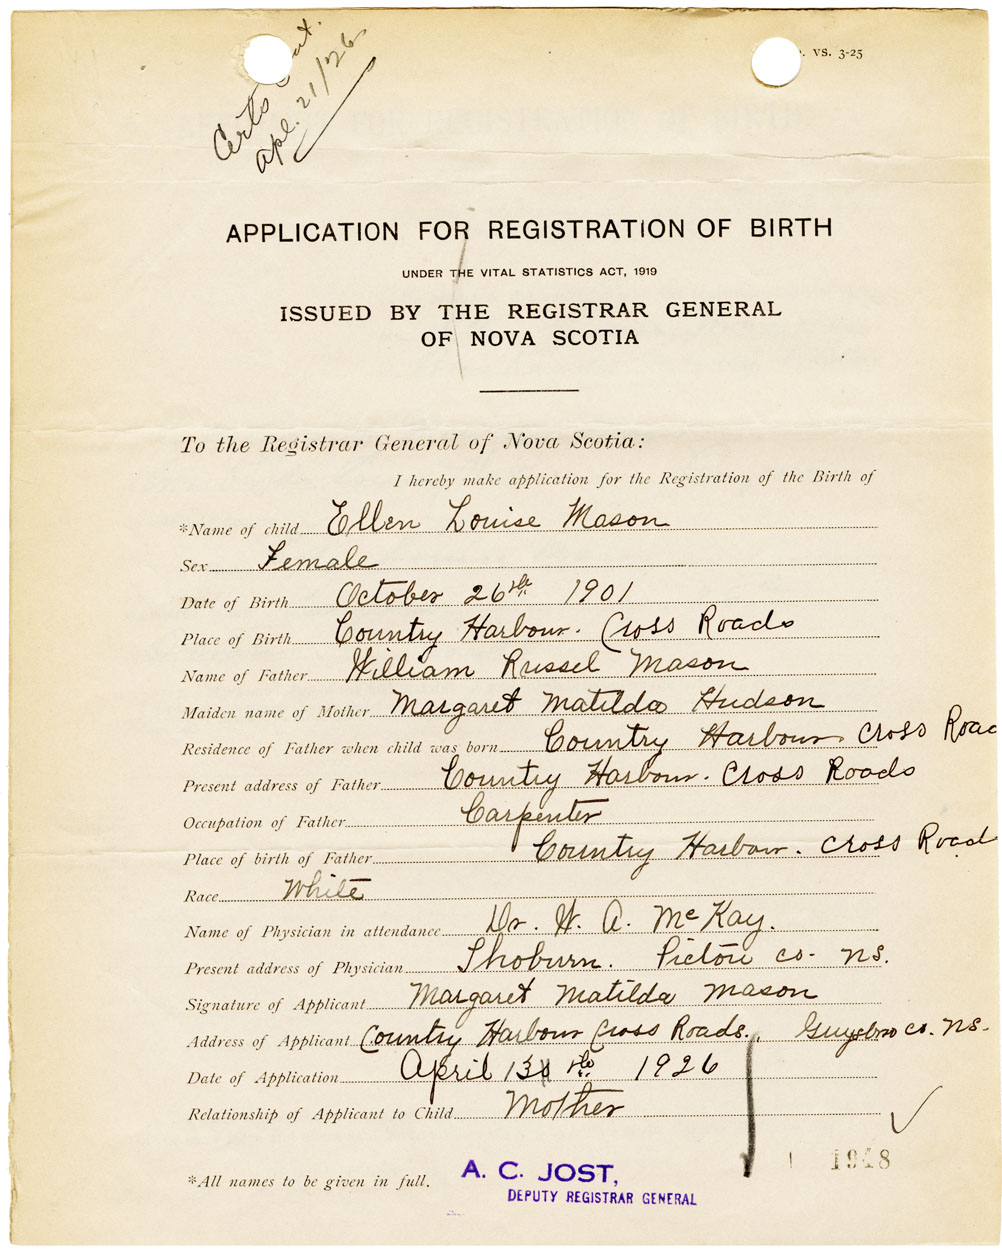 Certs
Apl. 21/26
. VS. 3-25
APPLICATION FOR REGISTRATION OF BIRTH
UNDER THE VITAL STATISTICS ACT, 1919
ISSUED BY THE REGISTRAR GENERAL
OF NOVA SCOTIA
To the Registrar General of Nova Scotia:
I hereby make application for the Registration of the Birth of
*Name of child Ellen Louise Mason
Sex Female
Date of Birth October 26th 1901
Place of Birth Country Harbour. Cross Roads
Name of Father William Russel Mason
Maiden name of Mother Margaret Matilda Hudson
Residence of Father when child was born Country Harbour Cross Road
Present address of Father Country Harbour. Cross Roads
Occupation of Father Carpenter
Place of birth of Father Country Harbour. Cross Road
Race White
Name of Physician in attendance Dr. W. A. McKay.
Present address of Physician Thoburn. Pictou co. N.S.
Signature of Applicant Margaret Matilda Mason
Address of Applicant Country Harbour Cross Roads. Guysboro co. N.S.
Date of Application April 13th 1926
Relationship of Applicant to Child Mother
1948
*All names to be given in full. A. C. JOST,
DEPUTY REGISTRAR GENERAL